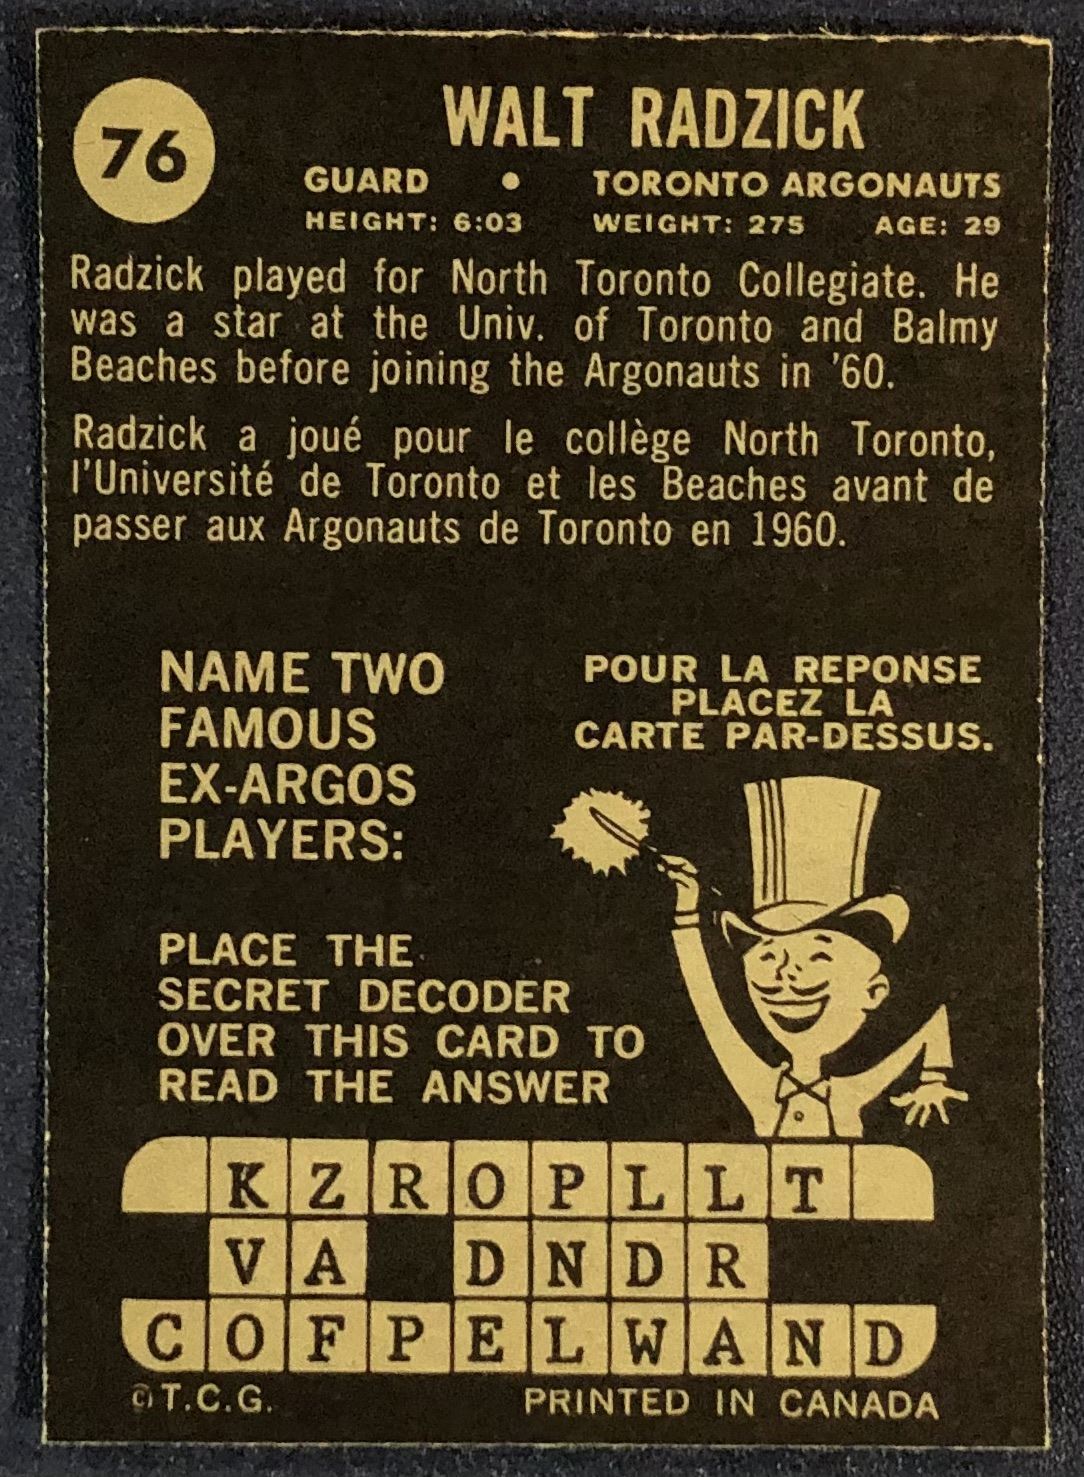 76
WALT RADZICK
GUARD • TORONTO ARGONAUTS
HEIGHT: 6:03 WEIGHT: 275 AGE: 29
Radzick played for North Toronto Collegiate. He
was a star at the Univ. of Toronto and Balmy
Beaches before joining the Argonauts in '60.
Radzick a joué pour le collège North Toronto,
l'Université de Toronto et les Beaches avant de
passer aux Argonauts de Toronto en 1960.
NAME TWO
FAMOUS
EX-ARGOS
PLAYERS:
POUR LA REPONSE
PLACEZ LA
CARTE PAR-DESSUS.
PLACE THE
SECRET DECODER
OVER THIS CARD TO
READ THE ANSWER
K Z R O P L L T
V A D N D R
C O F P E L W A N D
© T.C.G. PRINTED IN CANADA